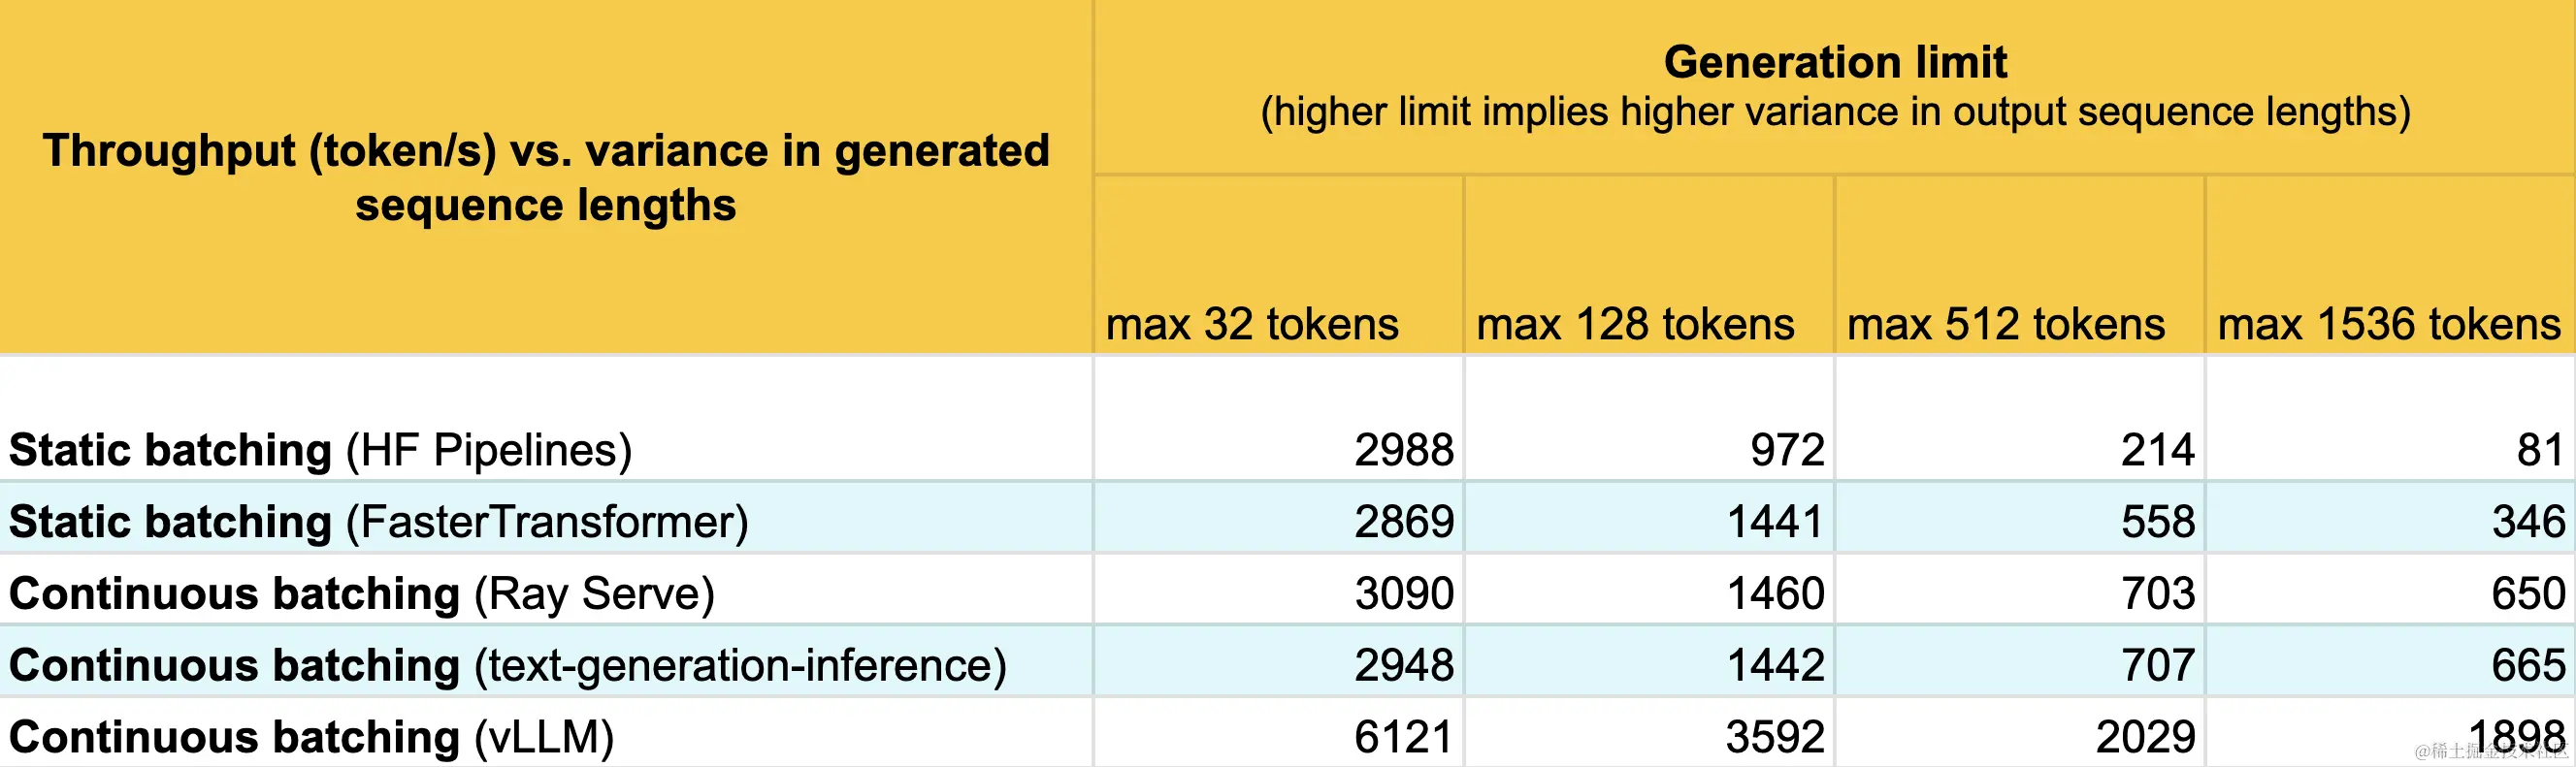 Generation limit
(higher limit implies higher variance in output sequence lengths)
Throughput (token/s) vs. variance in generated
sequence lengths
max 32 tokens max 128 tokens max 512 tokens max 1536 tokens
Static batching (HF Pipelines) 2988 972 214 81
Static batching (FasterTransformer) 2869 1441 558 346
Continuous batching (Ray Serve) 3090 1460 703 650
Continuous batching (text-generation-inference) 2948 1442 707 665
Continuous batching (vLLM) 6121 3592 2029 1898
@稀土掘金技术社区